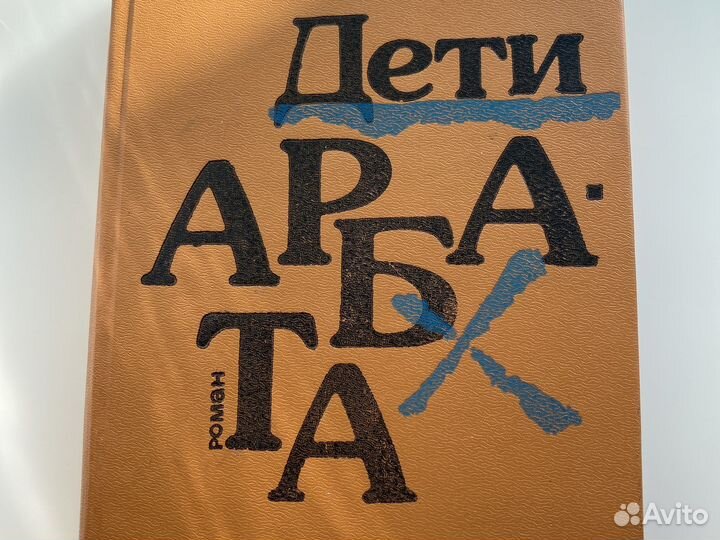 Дети
АРБА-
ТА
роман
Avito